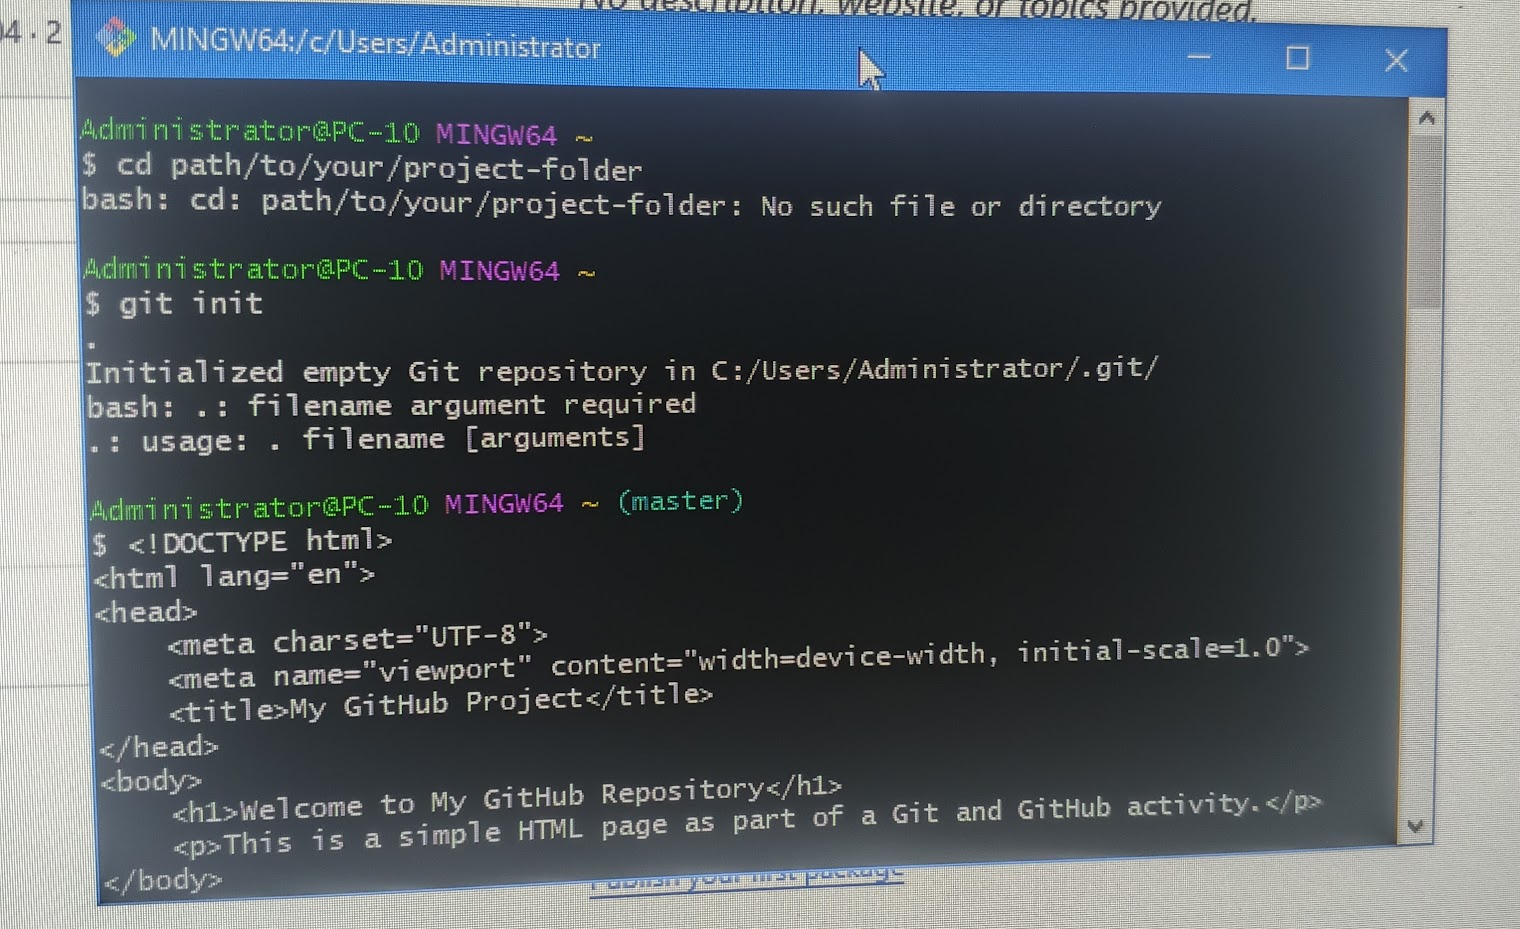 No description, website, or topics provided.
04.2
MINGW64:/c/Users/Administrator
Administrator@PC-10 MINGW64 ~
$ cd path/to/your/project-folder
bash: cd: path/to/your/project-folder: No such file or directory
Administrator@PC-10 MINGW64 ~
$ git init
.
Initialized empty Git repository in C:/Users/Administrator/.git/
bash: .: filename argument required
.: usage: . filename [arguments]
Administrator@PC-10 MINGW64 ~ (master)
$ <!DOCTYPE html>
<html lang="en">
<head>
    <meta charset="UTF-8">
    <meta name="viewport" content="width=device-width, initial-scale=1.0">
    <title>My GitHub Project</title>
</head>
<body>
    <h1>Welcome to My GitHub Repository</h1>
    <p>This is a simple HTML page as part of a Git and GitHub activity.</p>
</body>
Publish your first package